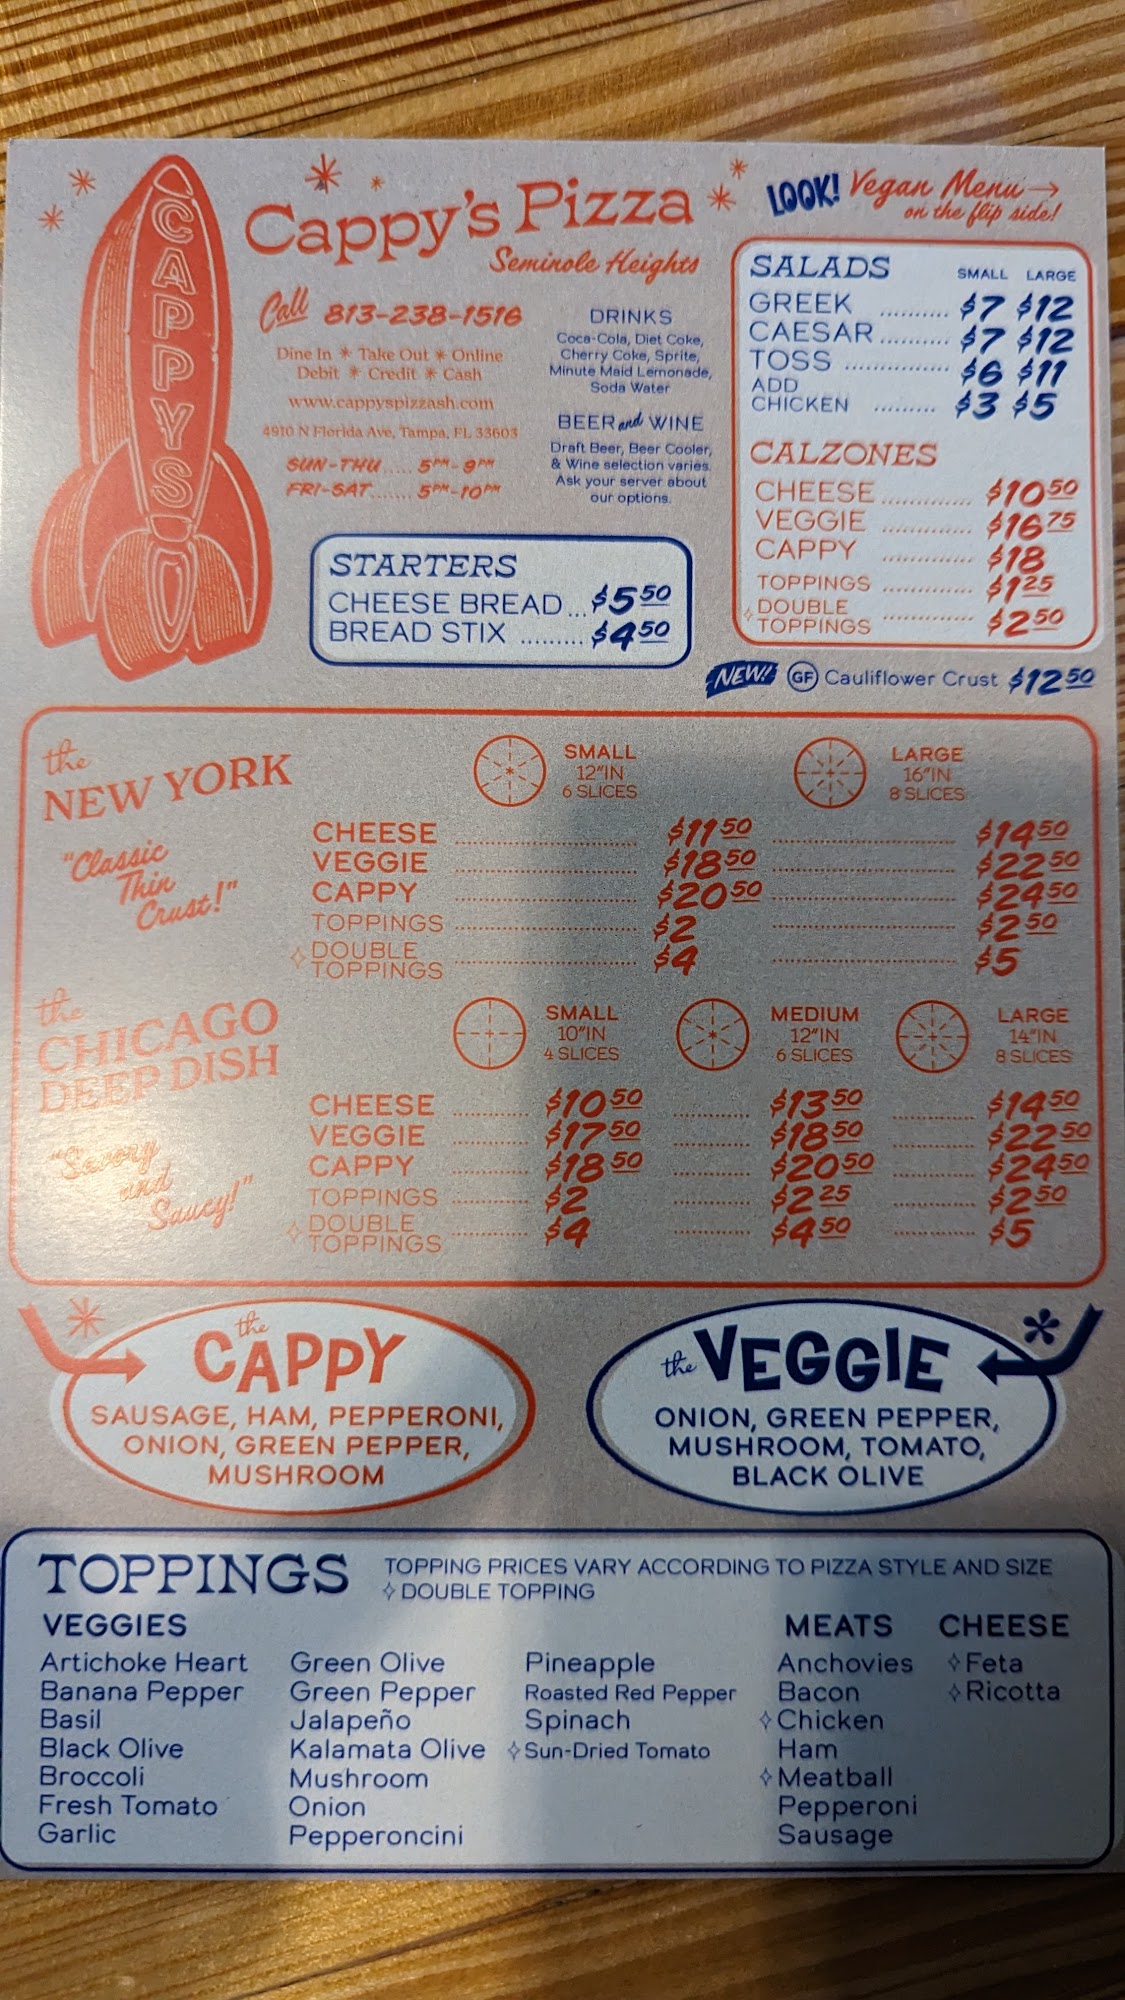 CAPPYS
Cappy's Pizza
Seminole Heights
Call 813-238-1516
Dine In * Take Out * Online
Debit * Credit * Cash
www.cappyspizzash.com
4910 N Florida Ave, Tampa, FL 33603
SUN-THU..... 5PM-9PM
FRI-SAT....... 5PM-10PM
DRINKS
Coca-Cola, Diet Coke,
Cherry Coke, Sprite,
Minute Maid Lemonade,
Soda Water
BEER and WINE
Draft Beer, Beer Cooler,
& Wine selection varies.
Ask your server about
our options.
LOOK! Vegan Menu →
on the flip side!
SALADS SMALL LARGE
GREEK .......... $7 $12
CAESAR .......... $7 $12
TOSS ............... $6 $11
ADD
CHICKEN ......... $3 $5
CALZONES
CHEESE ............. $10.50
VEGGIE ............. $16.75
CAPPY ............. $18
TOPPINGS ............. $1.25
✧ DOUBLE
TOPPINGS ............. $2.50
STARTERS
CHEESE BREAD... $5.50
BREAD STIX ......... $4.50
NEW! GF Cauliflower Crust $12.50
the
NEW YORK
"Classic
Thin
Crust!"
SMALL
12"IN
6 SLICES
LARGE
16"IN
8 SLICES
CHEESE .......... $11.50 .......... $14.50
VEGGIE .......... $18.50 .......... $22.50
CAPPY .......... $20.50 .......... $24.50
TOPPINGS .......... $2 .......... $2.50
✧ DOUBLE
TOPPINGS .......... $4 .......... $5
the
CHICAGO
DEEP DISH
"Savory
and
Saucy!"
SMALL
10"IN
4 SLICES
MEDIUM
12"IN
6 SLICES
LARGE
14"IN
8 SLICES
CHEESE .......... $10.50 .......... $13.50 .......... $14.50
VEGGIE .......... $17.50 .......... $18.50 .......... $22.50
CAPPY .......... $18.50 .......... $20.50 .......... $24.50
TOPPINGS .......... $2 .......... $2.25 .......... $2.50
✧ DOUBLE
TOPPINGS .......... $4 .......... $4.50 .......... $5
the
CAPPY
SAUSAGE, HAM, PEPPERONI,
ONION, GREEN PEPPER,
MUSHROOM
the VEGGIE
ONION, GREEN PEPPER,
MUSHROOM, TOMATO,
BLACK OLIVE
TOPPINGS
TOPPING PRICES VARY ACCORDING TO PIZZA STYLE AND SIZE
✧ DOUBLE TOPPING
VEGGIES
Artichoke Heart
Banana Pepper
Basil
Black Olive
Broccoli
Fresh Tomato
Garlic
Green Olive
Green Pepper
Jalapeño
Kalamata Olive
Mushroom
Onion
Pepperoncini
Pineapple
Roasted Red Pepper
Spinach
✧ Sun-Dried Tomato
MEATS
Anchovies
Bacon
✧ Chicken
Ham
✧ Meatball
Pepperoni
Sausage
CHEESE
✧ Feta
✧ Ricotta